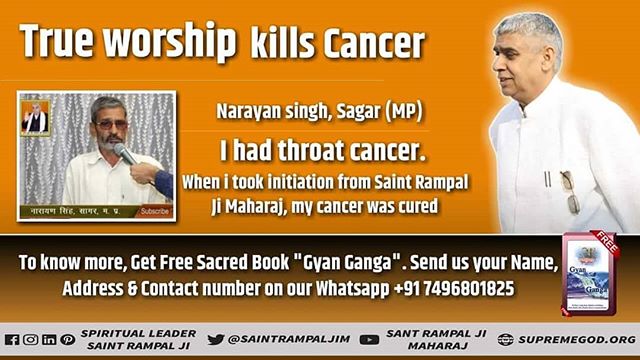 True worship kills Cancer
Narayan singh, Sagar (MP)
I had throat cancer.
When i took initiation from Saint Rampal
Ji Maharaj, my cancer was cured
नारायण सिंह, सागर, म. प्र.
Subscribe
FREE
Gyan
Ganga
To know more, Get Free Sacred Book "Gyan Ganga". Send us your Name,
Address & Contact number on our Whatsapp +91 7496801825
SPIRITUAL LEADER
SAINT RAMPAL JI
@SAINTRAMPALJIM
SANT RAMPAL JI
MAHARAJ
SUPREMEGOD.ORG